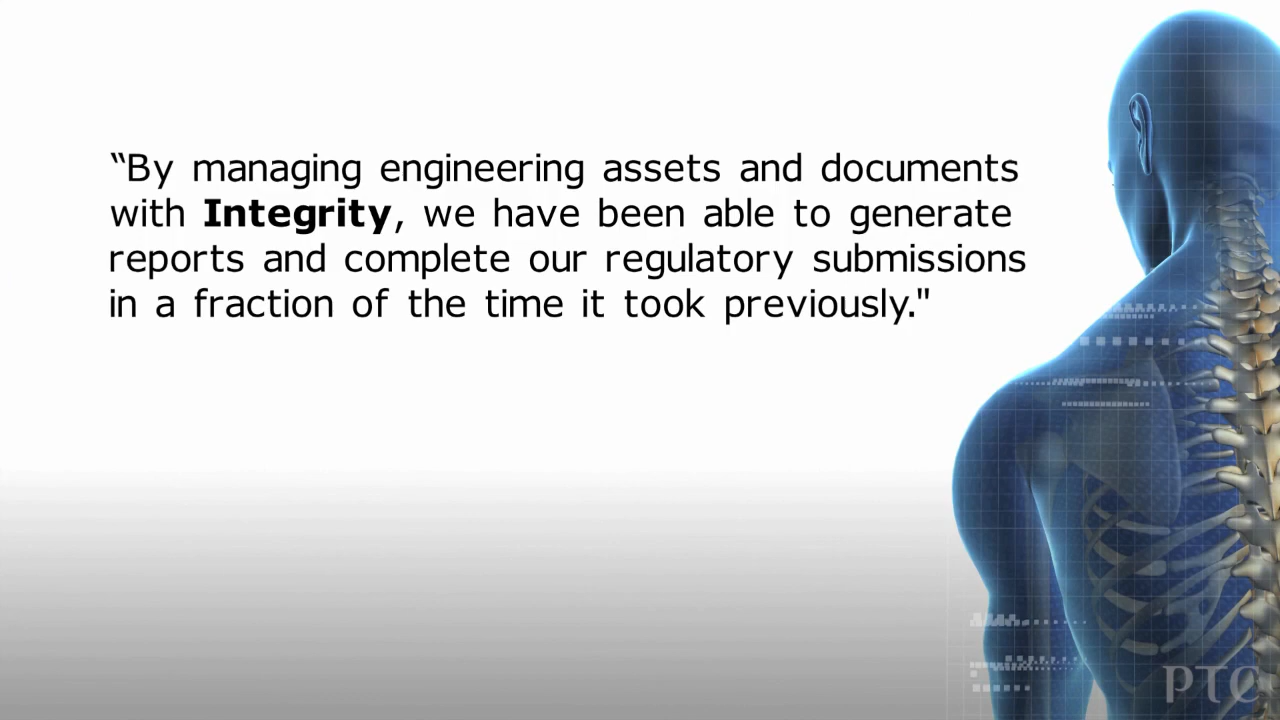 “By managing engineering assets and documents
with Integrity, we have been able to generate
reports and complete our regulatory submissions
in a fraction of the time it took previously."
PTC